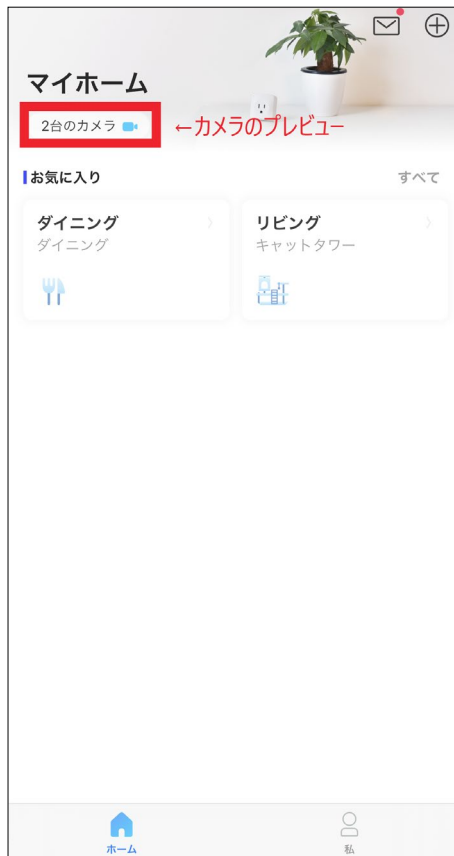 マイホーム
2台のカメラ
←カメラのプレビュー
お気に入り
すべて
ダイニング
ダイニング
リビング
キャットタワー
ホーム
私